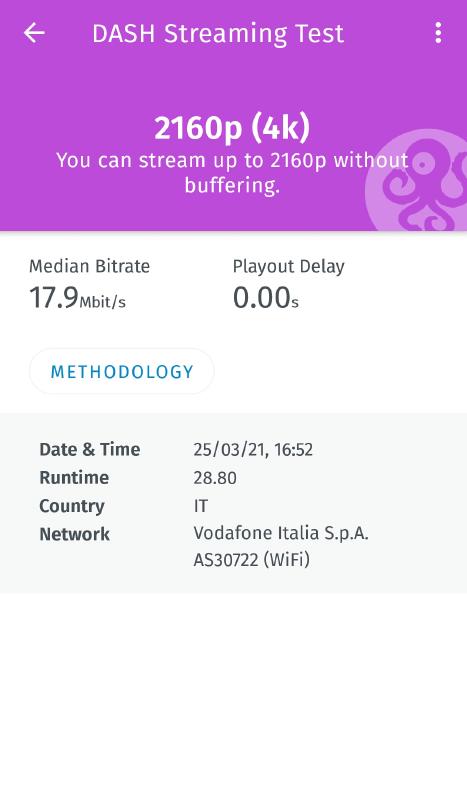 DASH Streaming Test
2160p (4k)
You can stream up to 2160p without
buffering.
Median Bitrate
Playout Delay
17.9Mbit/s
0.00s
METHODOLOGY
Date & Time 25/03/21, 16:52
Runtime 28.80
Country IT
Network Vodafone Italia S.p.A.
AS30722 (WiFi)